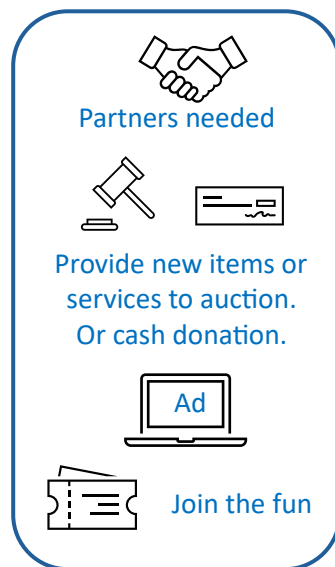 Partners needed
Provide new items or
services to auction.
Or cash donation.
Ad
Join the fun